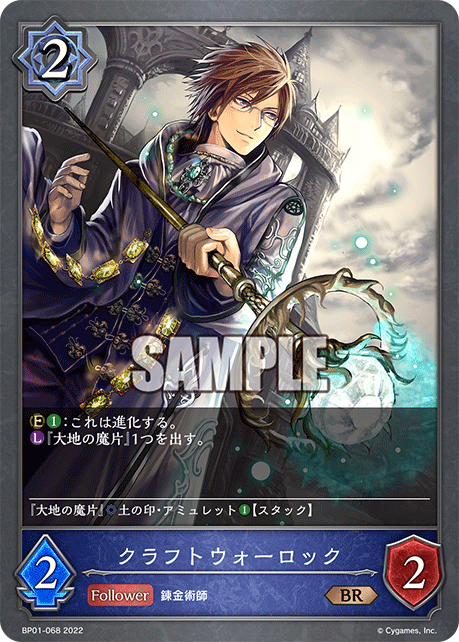 2
SAMPLE
E 1:これは進化する。
L『大地の魔片』1つを出す。
『大地の魔片』土の印・アミュレット1【スタック】
クラフトウォーロック
2
Follower 錬金術師 BR
2
BP01-068 2022
© Cygames, Inc.